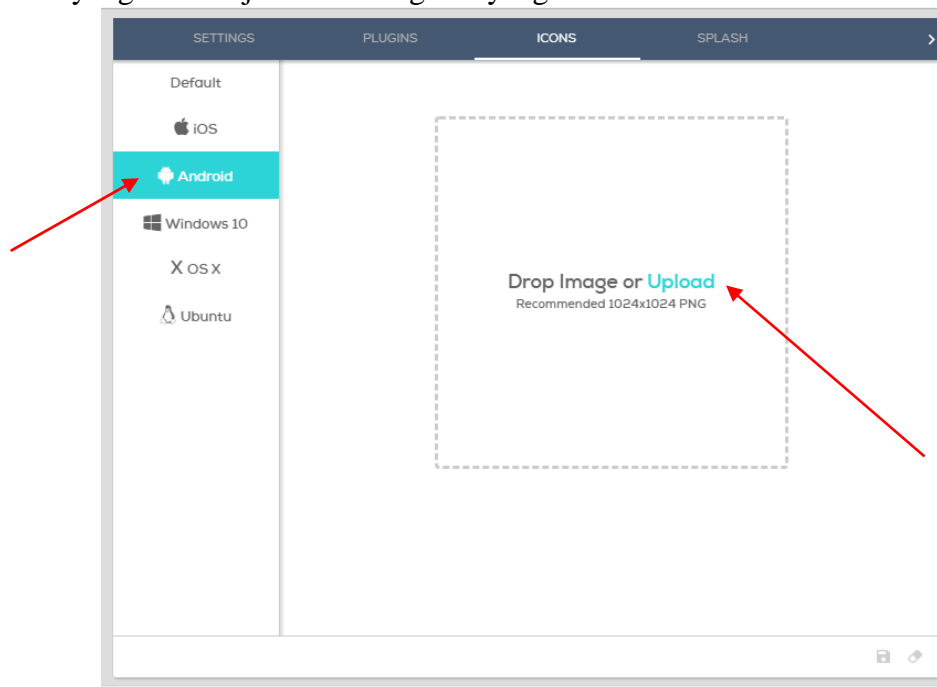 SETTINGS PLUGINS ICONS SPLASH
Default
iOS
Android
Windows 10
X OS X
Ubuntu
Drop Image or Upload
Recommended 1024x1024 PNG